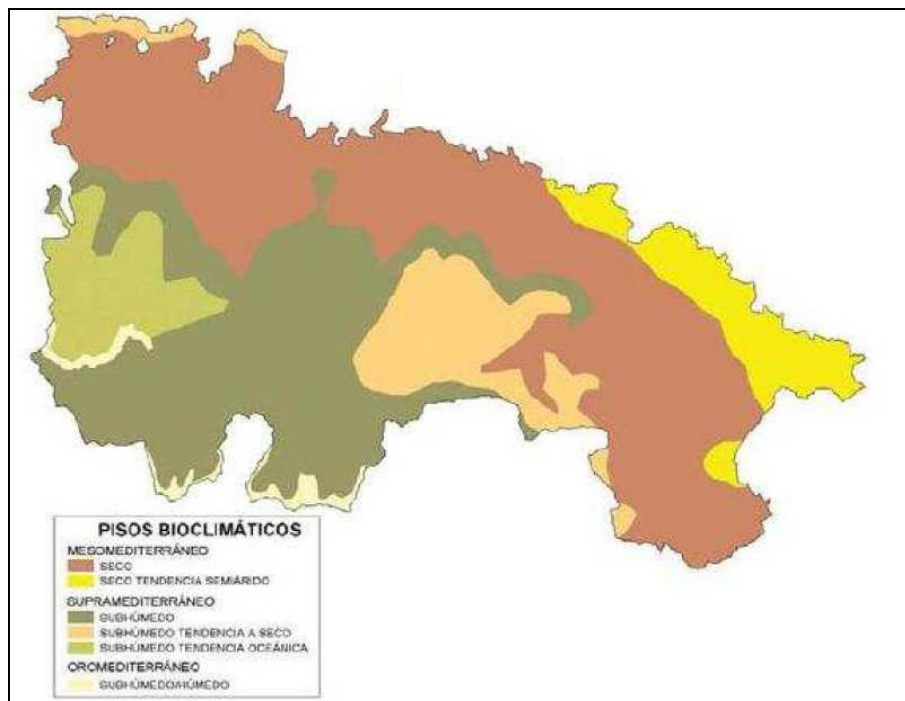 PISOS BIOCLIMÁTICOS
MESOMEDITERRÁNEO
SECO
SECO TENDENCIA SEMIÁRIDO
SUPRAMEDITERRÁNEO
SUBHÚMEDO
SUBHÚMEDO TENDENCIA A SECO
SUBHÚMEDO TENDENCIA OCEÁNICA
OROMEDITERRÁNEO
SUBHÚMEDO/HÚMEDO